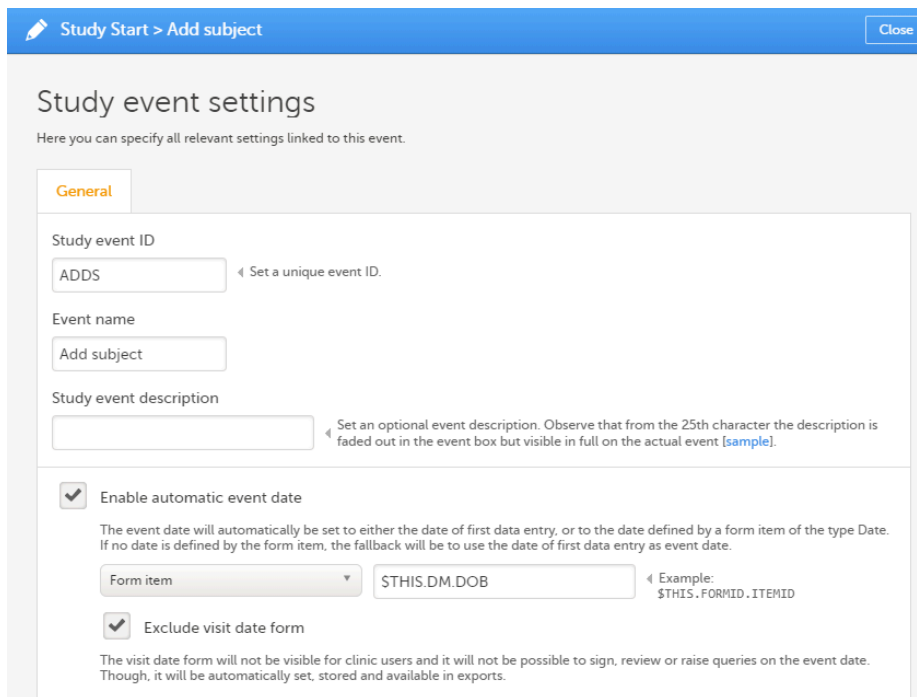 Study Start > Add subject
Close
Study event settings
Here you can specify all relevant settings linked to this event.
General
Study event ID
ADDS
Set a unique event ID.
Event name
Add subject
Study event description
Set an optional event description. Observe that from the 25th character the description is
faded out in the event box but visible in full on the actual event [sample].
Enable automatic event date
The event date will automatically be set to either the date of first data entry, or to the date defined by a form item of the type Date.
If no date is defined by the form item, the fallback will be to use the date of first data entry as event date.
Form item
$THIS.DM.DOB
Example:
$THIS.FORMID.ITEMID
Exclude visit date form
The visit date form will not be visible for clinic users and it will not be possible to sign, review or raise queries on the event date.
Though, it will be automatically set, stored and available in exports.